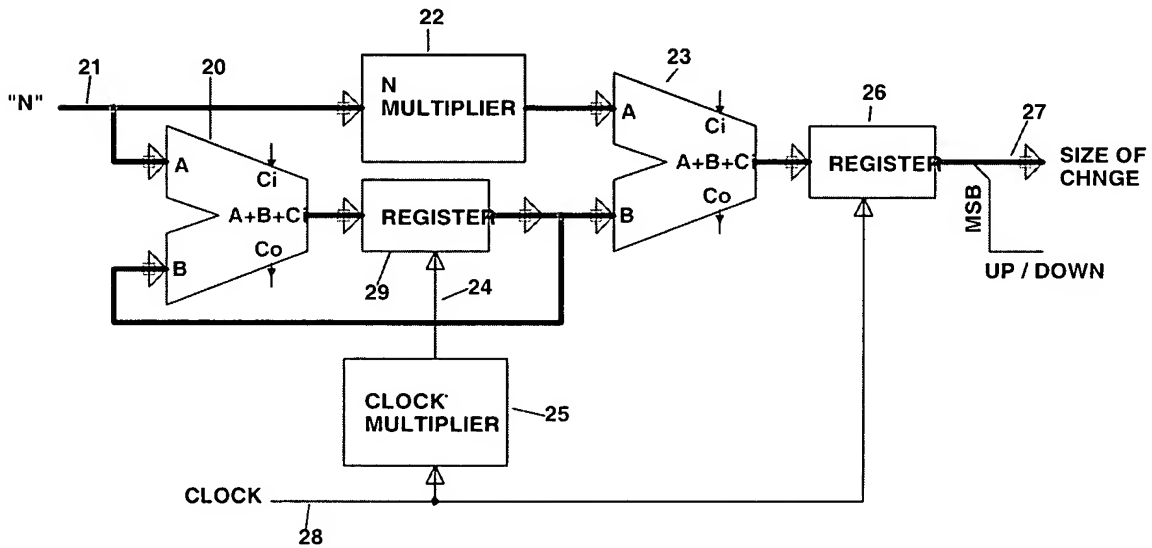 22
21
20
23
"N"
N
MULTIPLIER
A
Ci
A+B+Ci
Co
B
26
27
REGISTER
SIZE OF
CHNGE
MSB
UP / DOWN
A
Ci
A+B+Ci
Co
B
REGISTER
29
24
CLOCK
MULTIPLIER
25
CLOCK
28